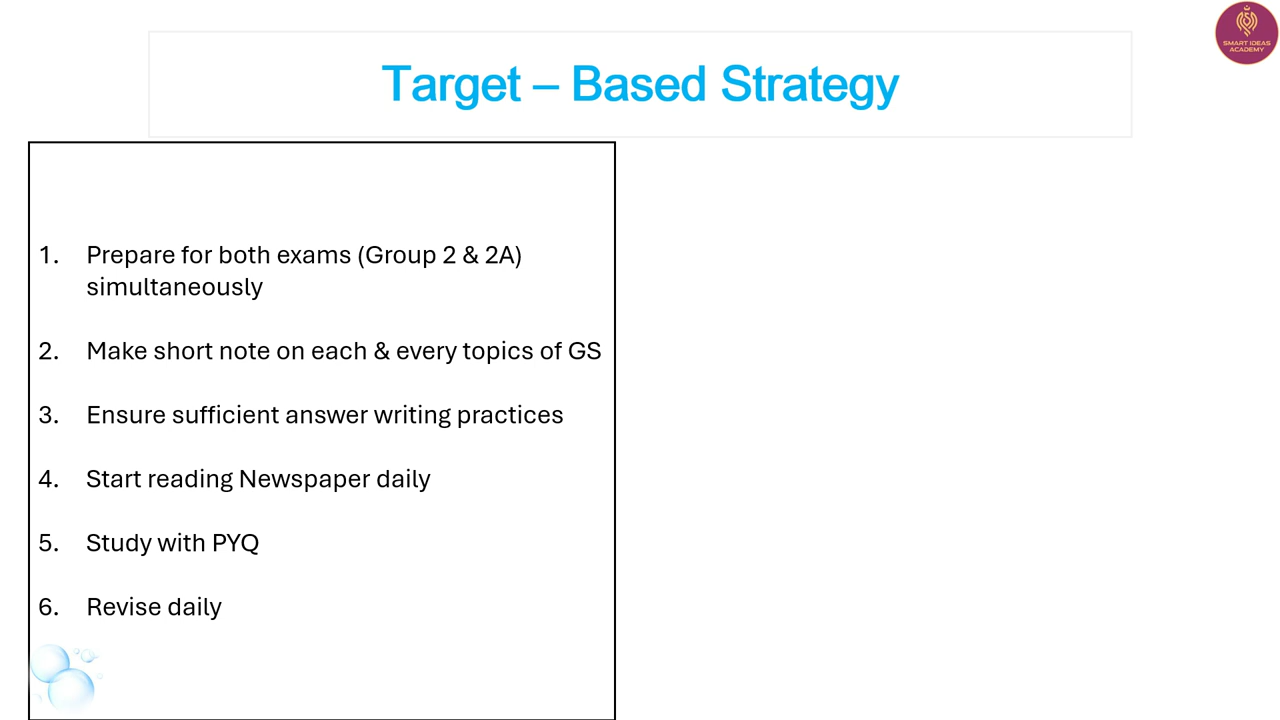 SMART IDEAS
ACADEMY
Target – Based Strategy
1. Prepare for both exams (Group 2 & 2A)
simultaneously
2. Make short note on each & every topics of GS
3. Ensure sufficient answer writing practices
4. Start reading Newspaper daily
5. Study with PYQ
6. Revise daily